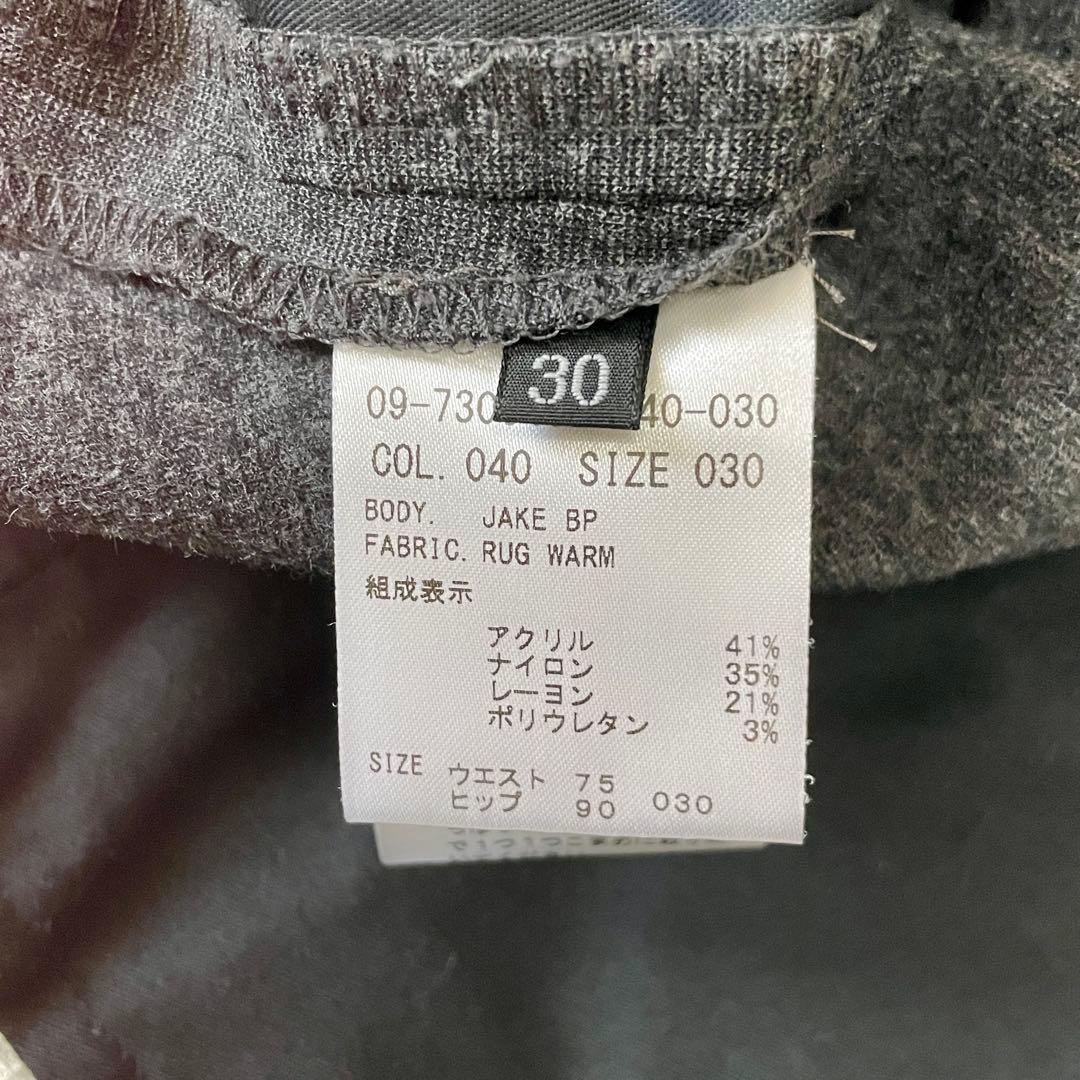 30
09-730 40-030
COL. 040 SIZE 030
BODY. JAKE BP
FABRIC. RUG WARM
組成表示
アクリル 41%
ナイロン 35%
レーヨン 21%
ポリウレタン 3%
SIZE ウエスト 75
ヒップ 90 030